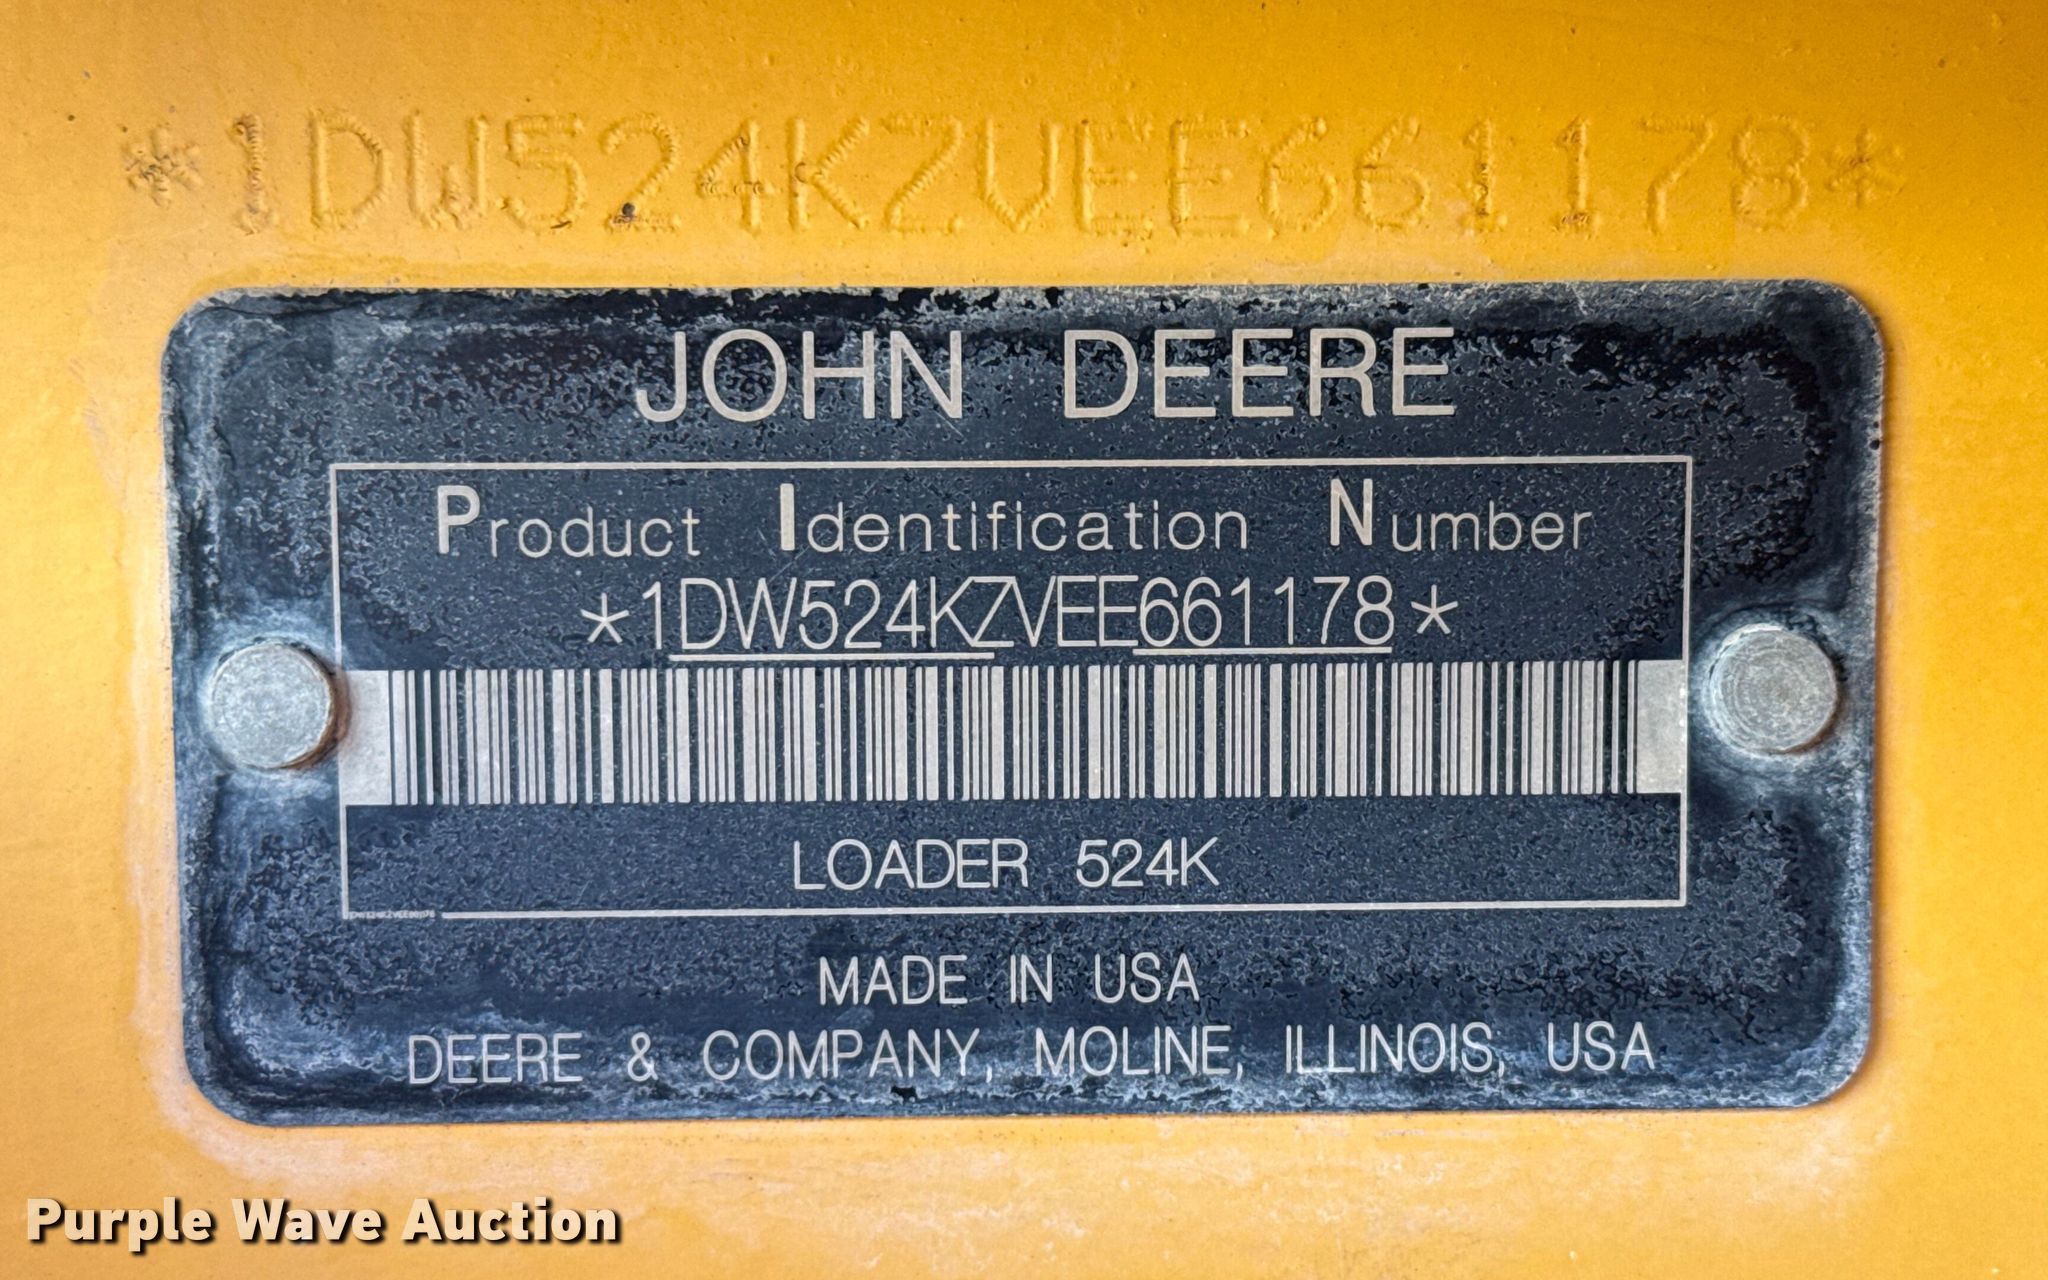 *1DW524KZVEE661178*
JOHN DEERE
Product Identification Number
*1DW524KZVEE661178*
LOADER 524K
1DW524KZVEE661178
MADE IN USA
DEERE & COMPANY, MOLINE, ILLINOIS, USA
Purple Wave Auction